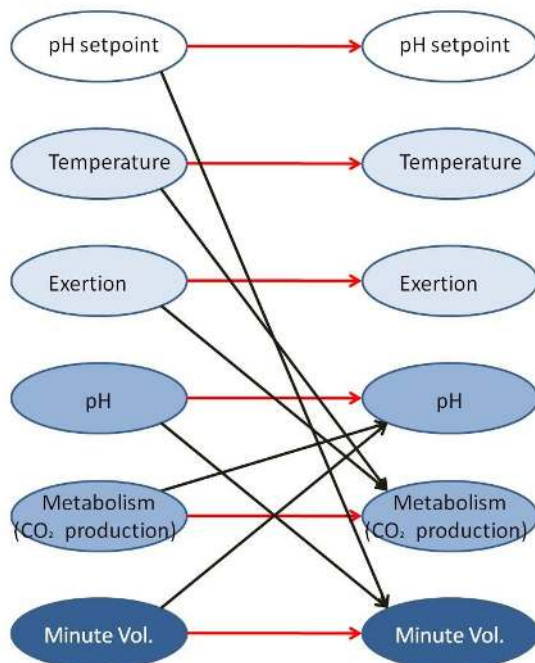 pH setpoint
pH setpoint
Temperature
Temperature
Exertion
Exertion
pH
pH
Metabolism
(CO₂ production)
Metabolism
(CO₂ production)
Minute Vol.
Minute Vol.